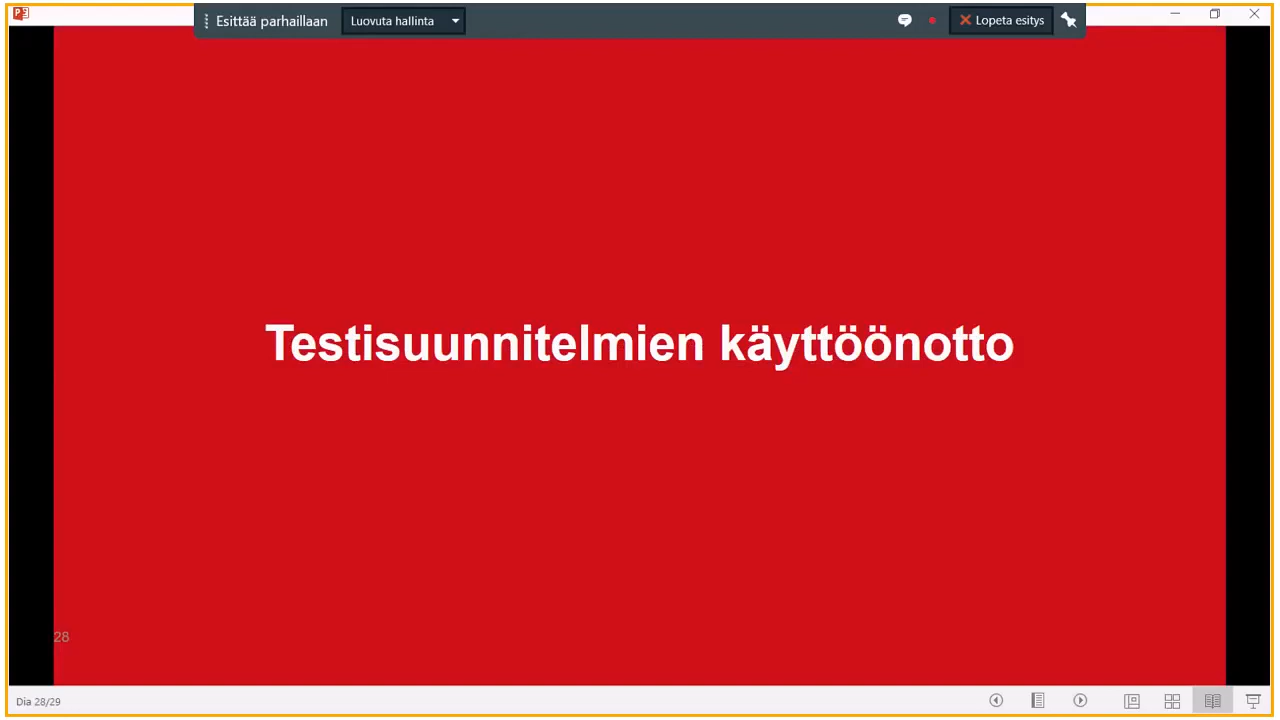 Esittää parhaillaan
Luovuta hallinta
Lopeta esitys
Testisuunnitelmien käyttöönotto
28
Dia 28/29